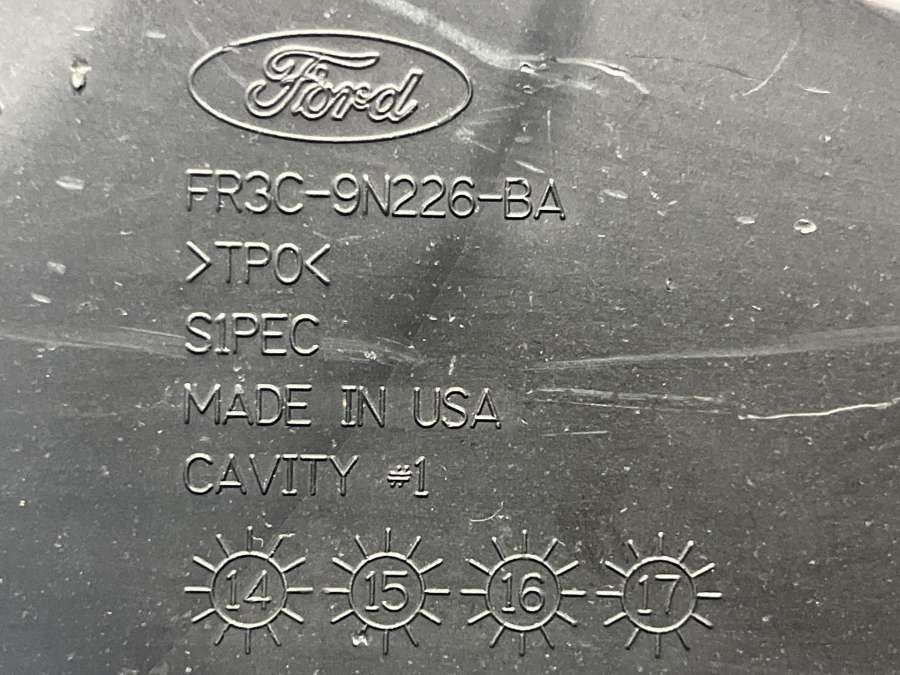 Ford
FR3C-9N226-BA
>TPO<
S1PEC
MADE IN USA
CAVITY #1
14 15 16 17